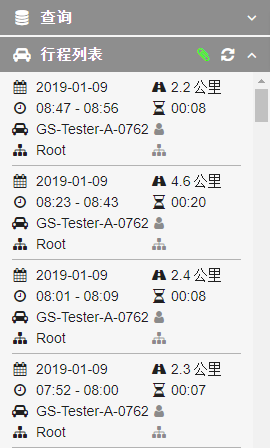 查询
行程列表
2019-01-09 2.2 公里
08:47 - 08:56 00:08
GS-Tester-A-0762
Root
2019-01-09 4.6 公里
08:23 - 08:43 00:20
GS-Tester-A-0762
Root
2019-01-09 2.4 公里
08:01 - 08:09 00:08
GS-Tester-A-0762
Root
2019-01-09 2.3 公里
07:52 - 08:00 00:07
GS-Tester-A-0762
Root